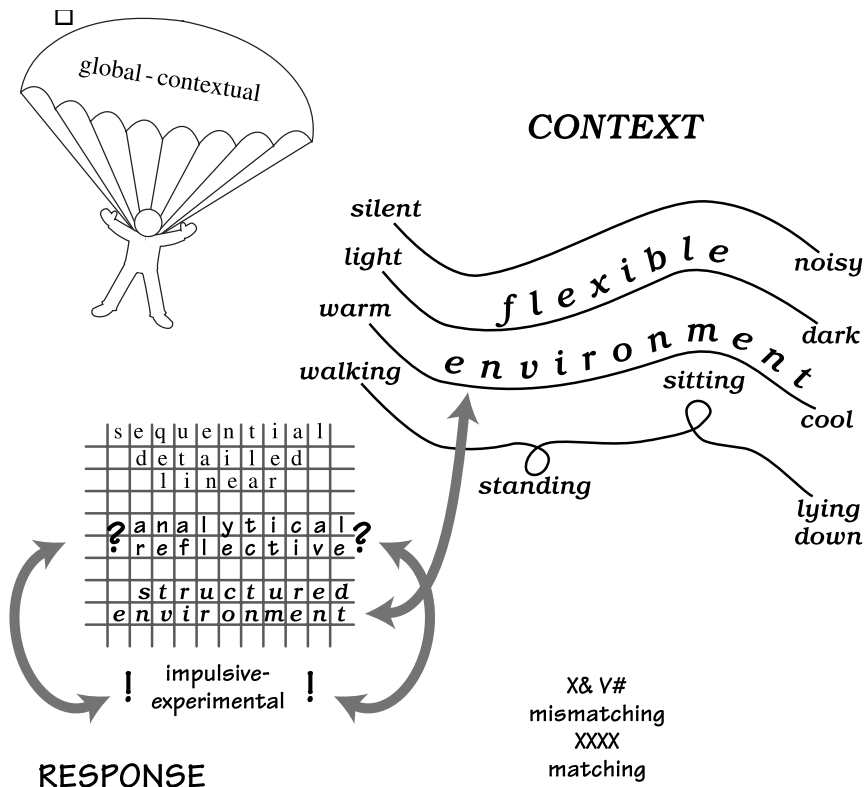 global - contextual
CONTEXT
silent
noisy
light
flexible
dark
warm
environment
cool
walking
sitting
standing
lying
down
sequential
detailed
linear
? analytical ?
reflective
structured
environment
! impulsive- !
experimental
X& V#
mismatching
XXXX
matching
RESPONSE